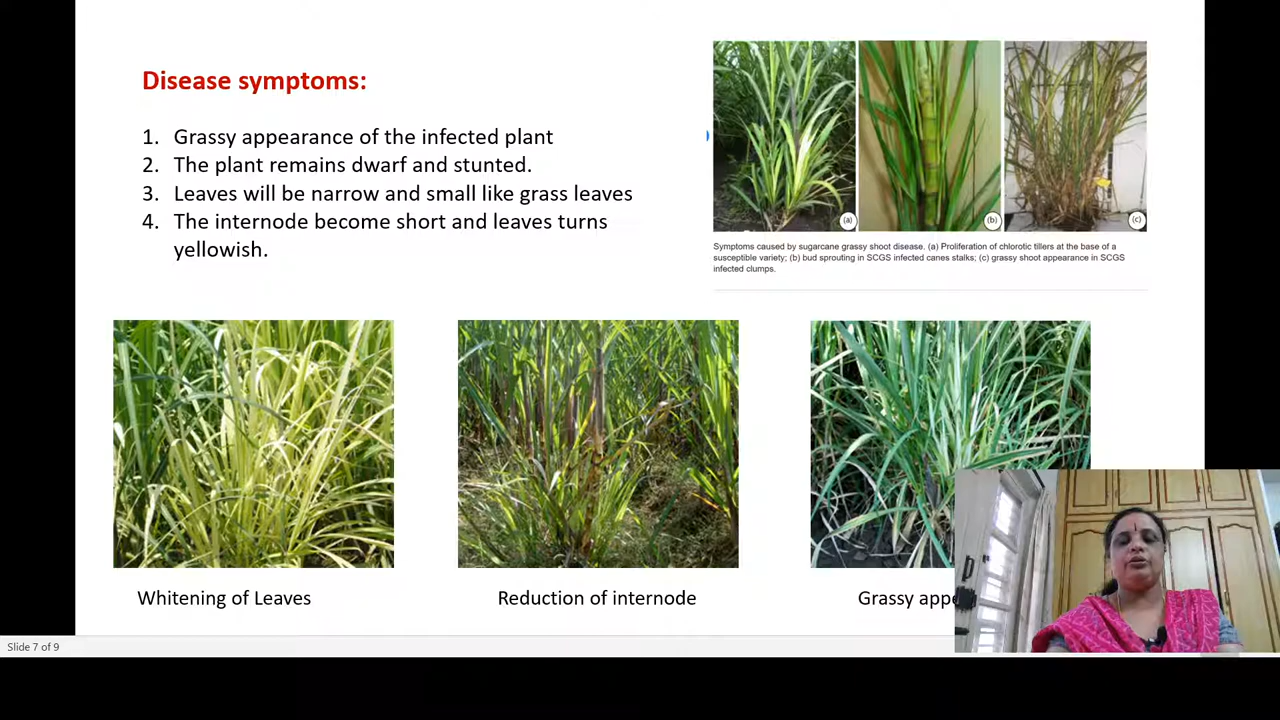 Disease symptoms:
1. Grassy appearance of the infected plant
2. The plant remains dwarf and stunted.
3. Leaves will be narrow and small like grass leaves
4. The internode become short and leaves turns
yellowish.
(a)
(b)
(c)
Symptoms caused by sugarcane grassy shoot disease. (a) Proliferation of chlorotic tillers at the base of a
susceptible variety; (b) bud sprouting in SCGS infected canes stalks; (c) grassy shoot appearance in SCGS
infected clumps.
Whitening of Leaves
Reduction of internode
Grassy
Slide 7 of 9